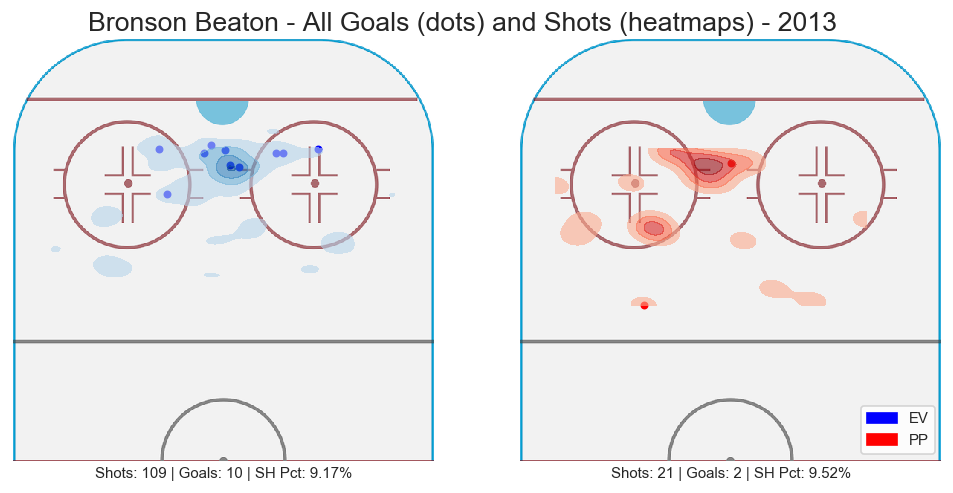 Bronson Beaton - All Goals (dots) and Shots (heatmaps) - 2013
EV
PP
Shots: 109 | Goals: 10 | SH Pct: 9.17%
Shots: 21 | Goals: 2 | SH Pct: 9.52%